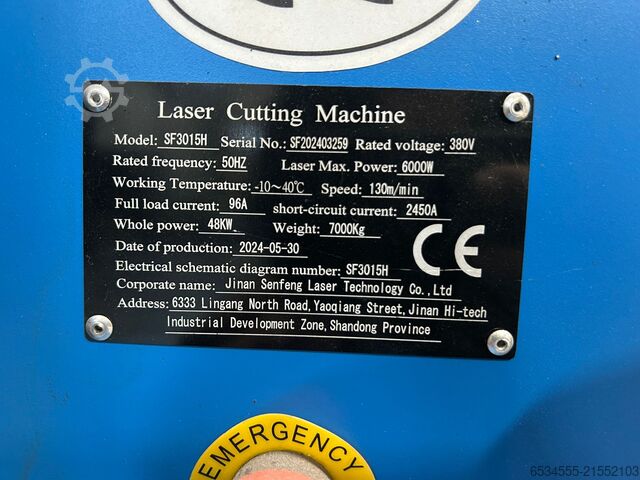 Laser Cutting Machine
Model: SF3015H Serial No.: SF202403259 Rated voltage: 380V
Rated frequency: 50HZ Laser Max. Power: 6000W
Working Temperature: -10~40℃ Speed: 130m/min
Full load current: 96A short-circuit current: 2450A
Whole power: 48KW Weight: 7000Kg
Date of production: 2024-05-30
CE
Electrical schematic diagram number: SF3015H
Corporate name: Jinan Senfeng Laser Technology Co.,Ltd
Address: 6333 Lingang North Road,Yaoqiang Street,Jinan Hi-tech
Industrial Development Zone,Shandong Province
EMERGENCY
6534555-21552103